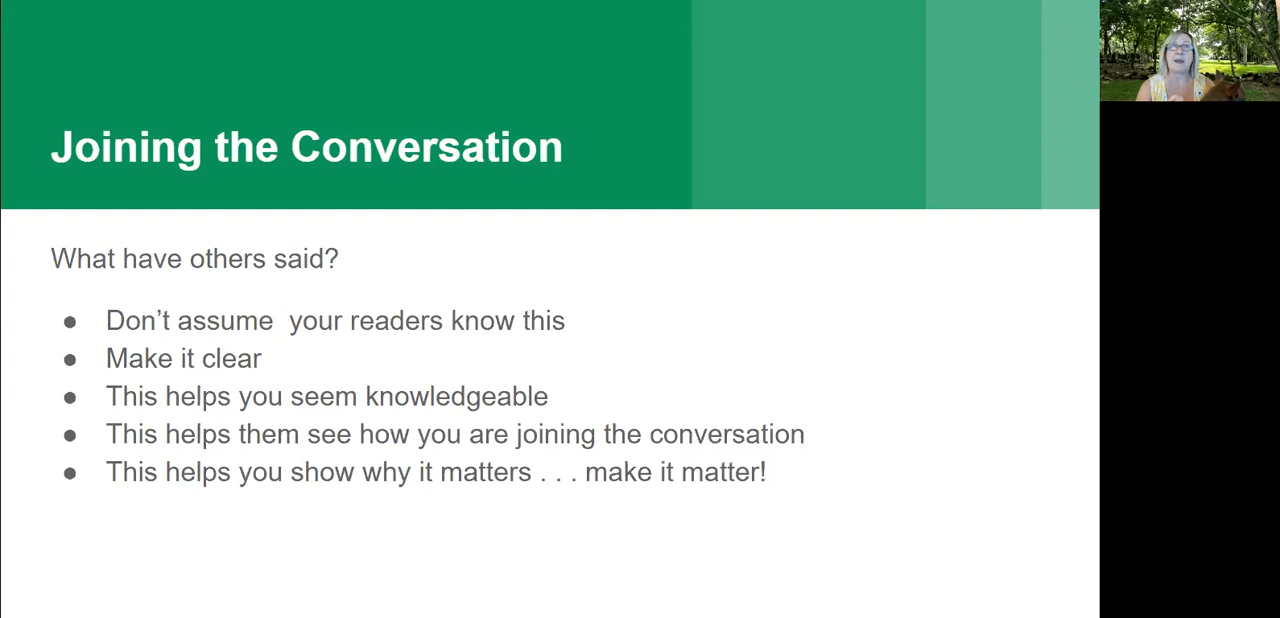 Joining the Conversation
What have others said?
● Don’t assume  your readers know this
● Make it clear
● This helps you seem knowledgeable
● This helps them see how you are joining the conversation
● This helps you show why it matters . . . make it matter!